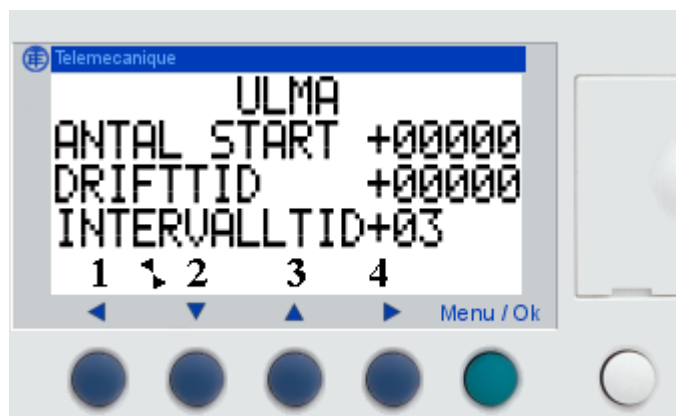 Telemecanique
ULMA
ANTAL START +00000
DRIFTTID +00000
INTERVALLTID+03
1 2 3 4
Menu / Ok